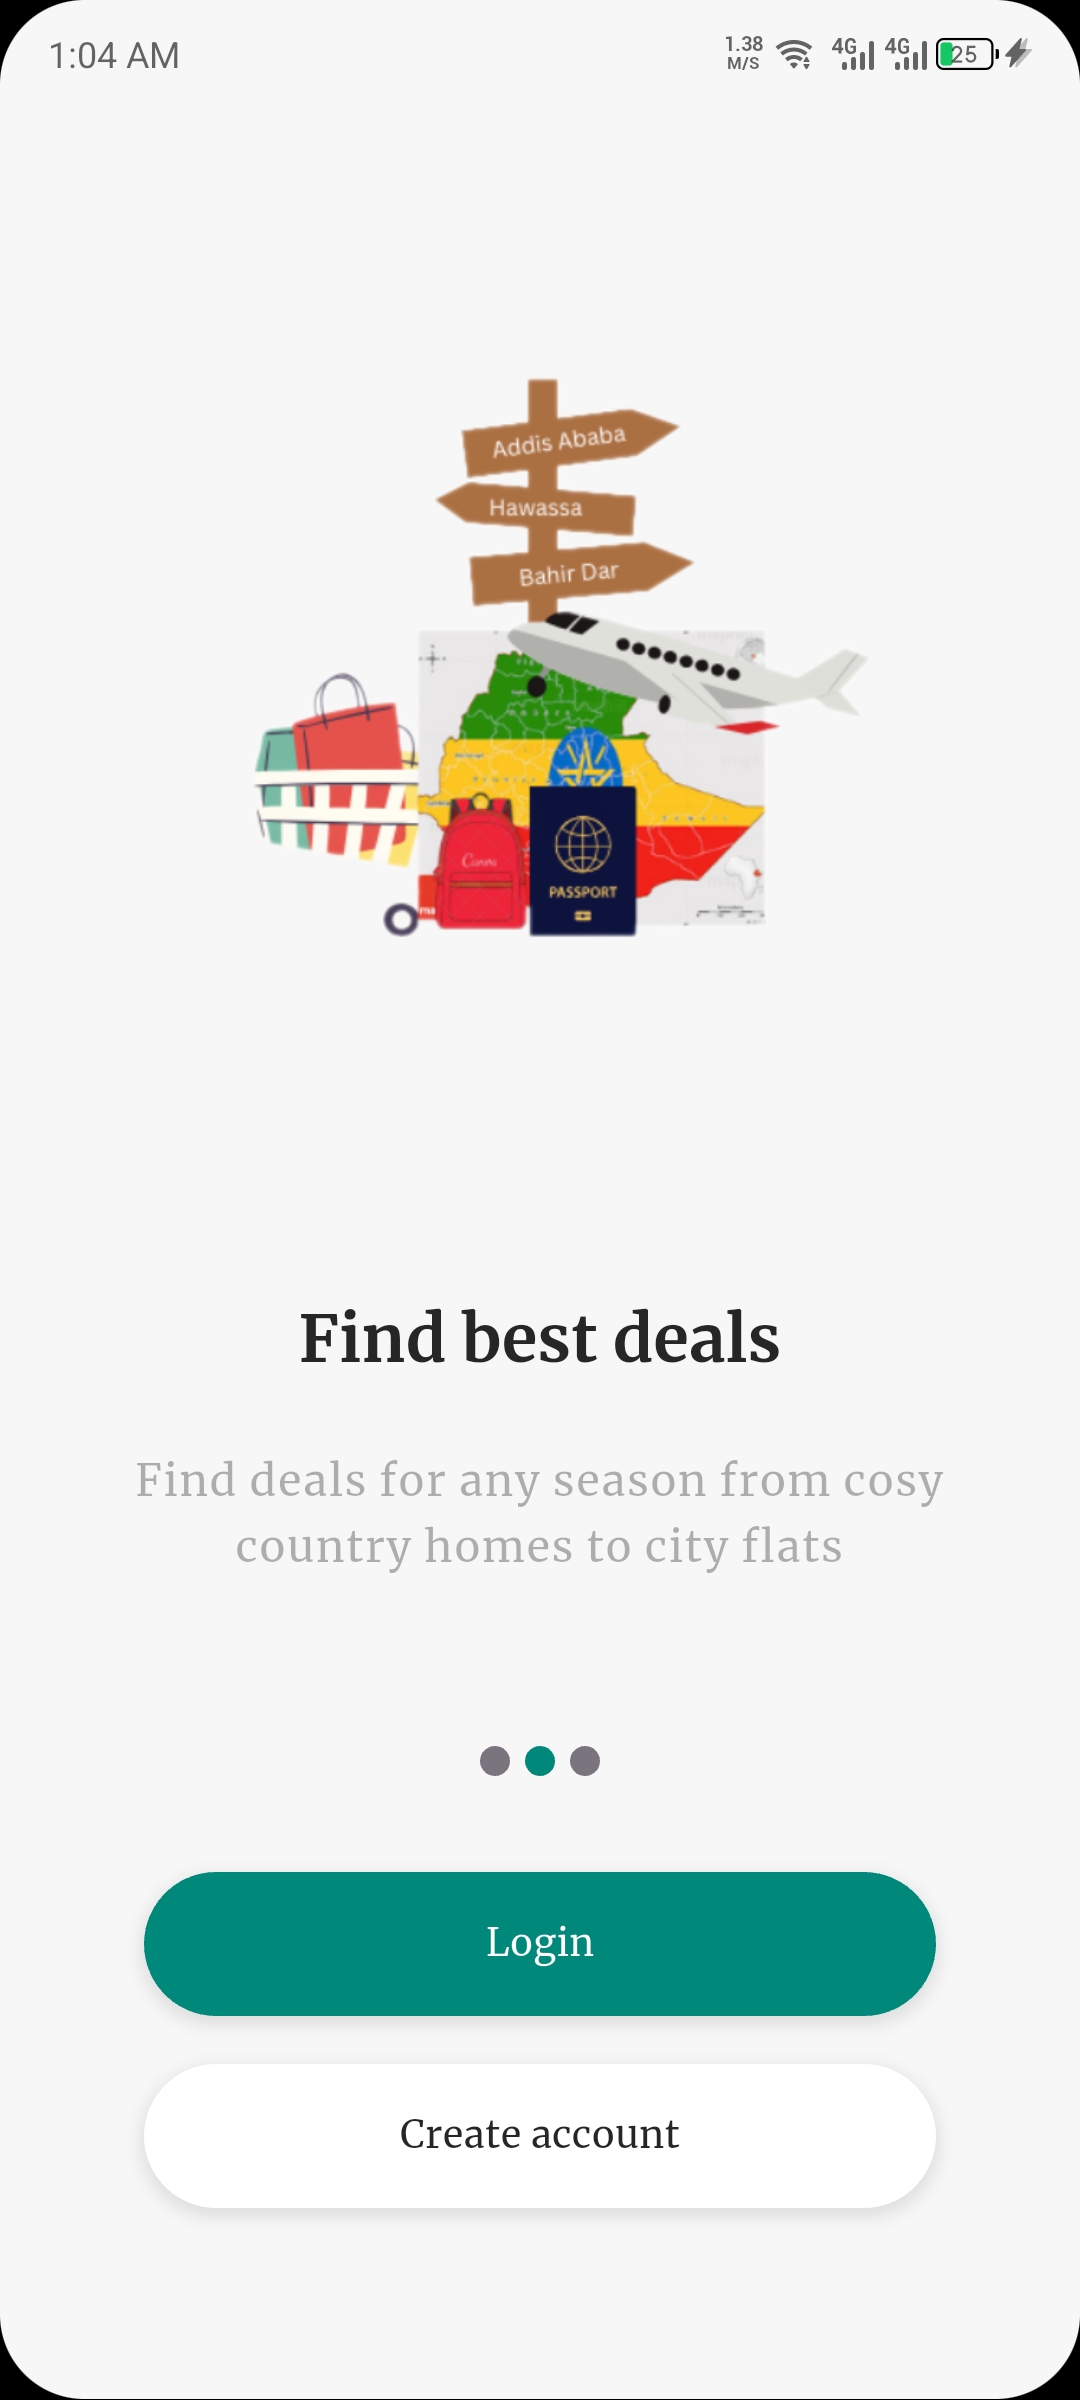 1:04 AM
1.38
M/S
4G
4G
25
Addis Ababa
Hawassa
Bahir Dar
Canva
PASSPORT
Find best deals
Find deals for any season from cosy
country homes to city flats
Login
Create account